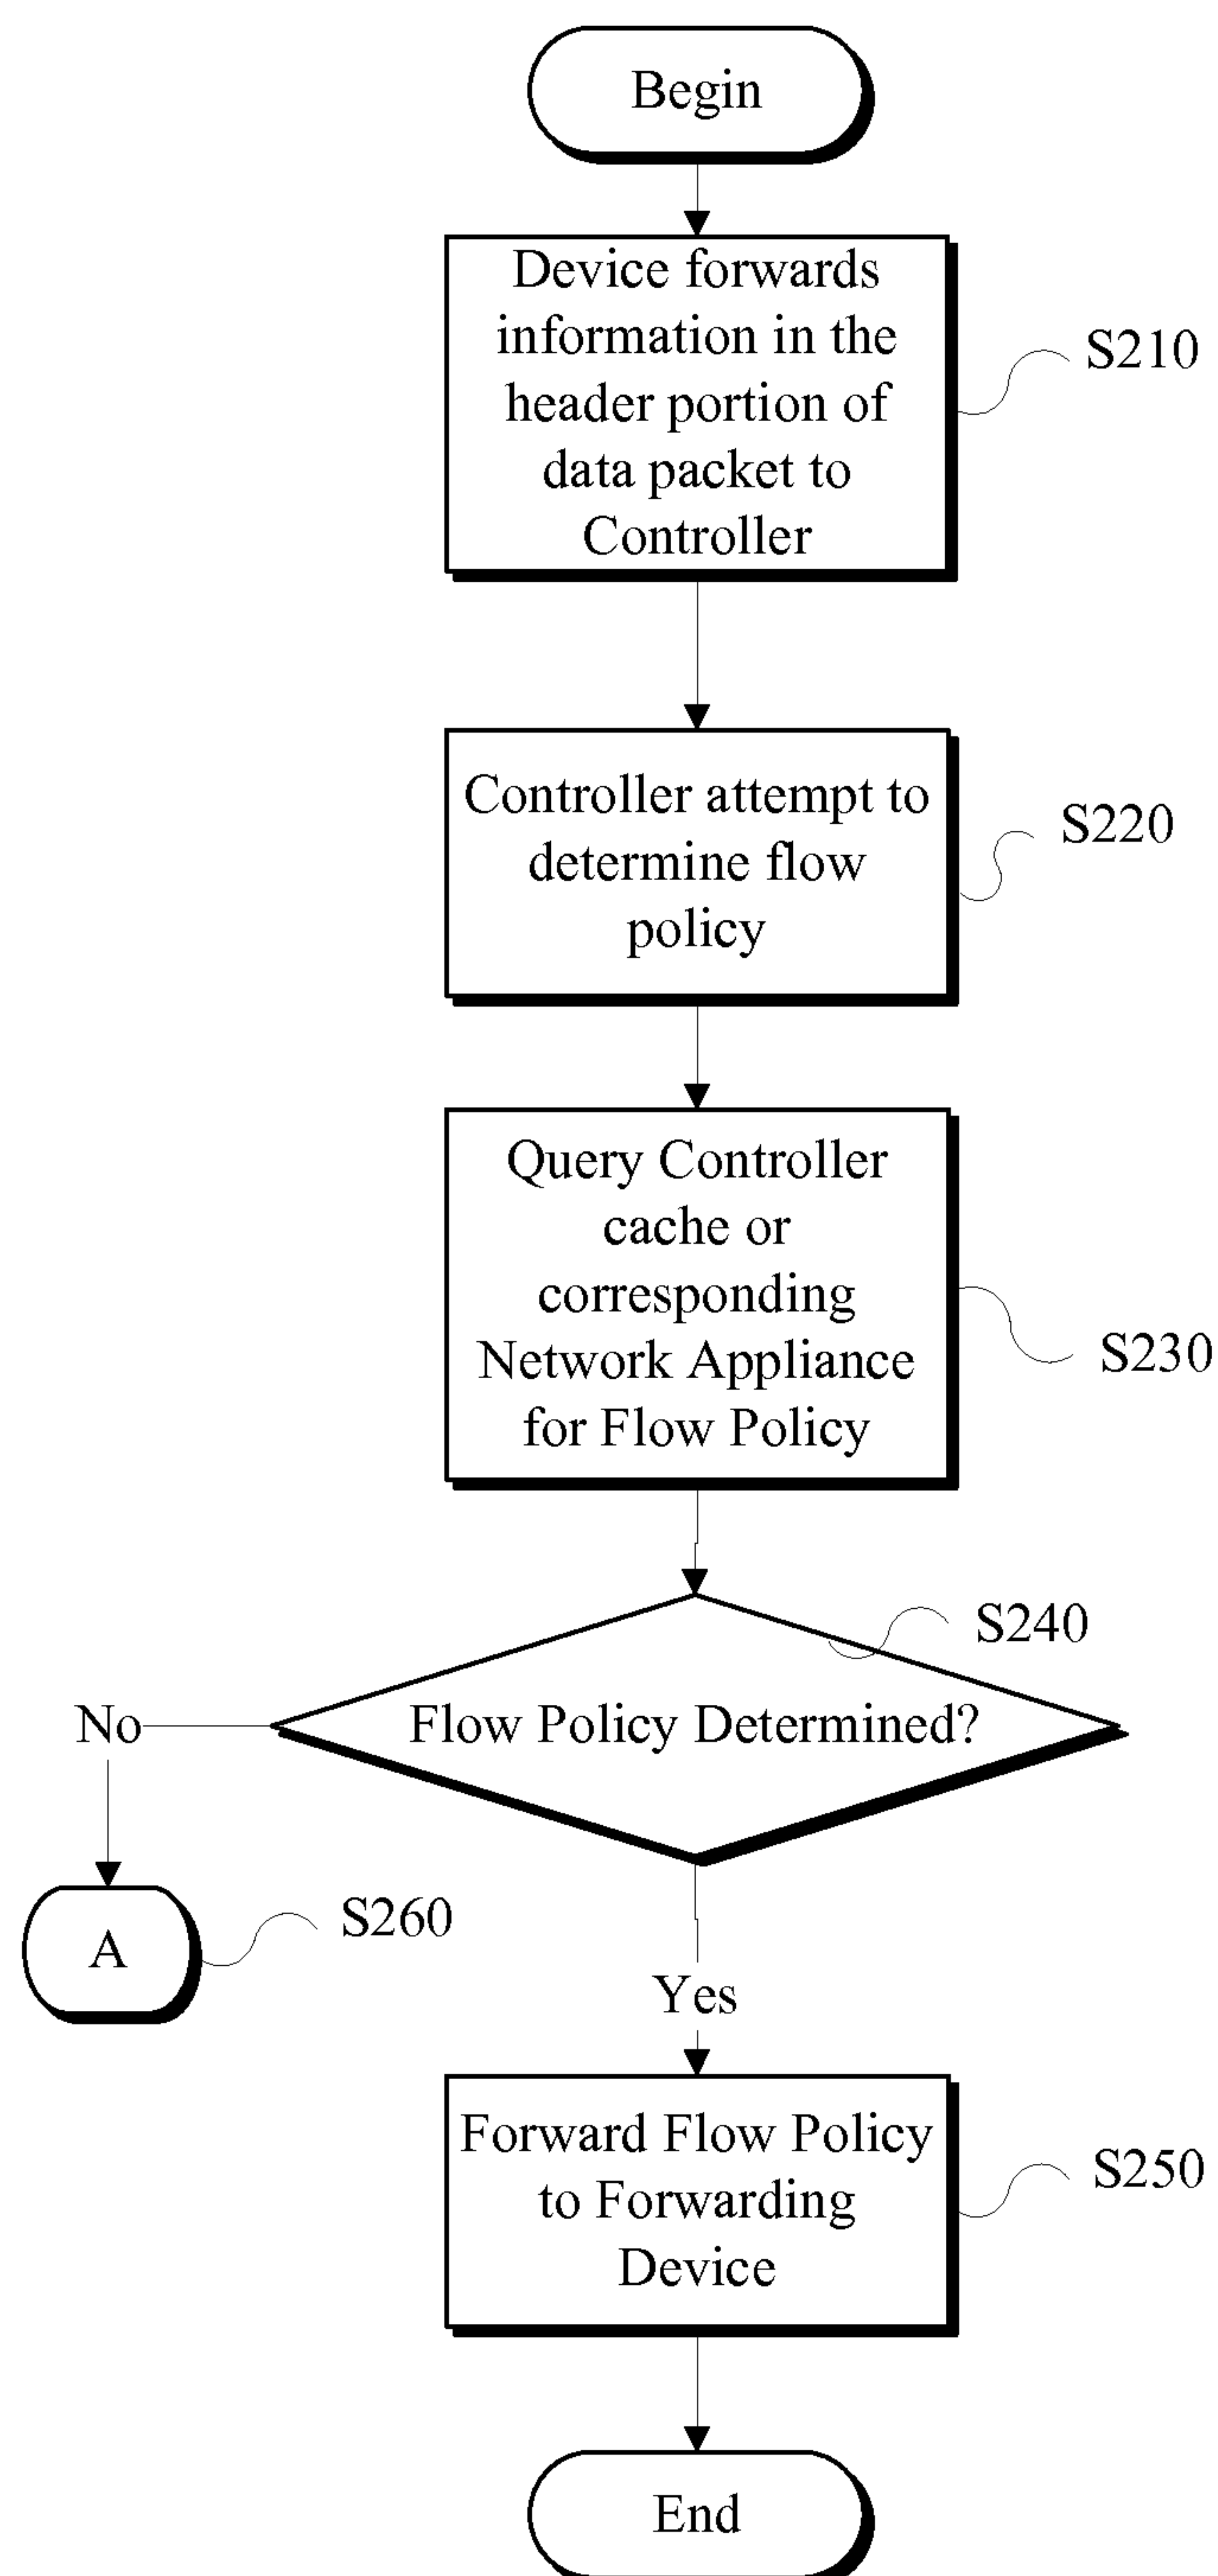 Begin
Device forwards
information in the
header portion of
data packet to
Controller
S210
Controller attempt to
determine flow
policy
S220
Query Controller
cache or
corresponding
Network Appliance
for Flow Policy
S230
S240
Flow Policy Determined?
No
A
S260
Yes
Forward Flow Policy
to Forwarding
Device
S250
End